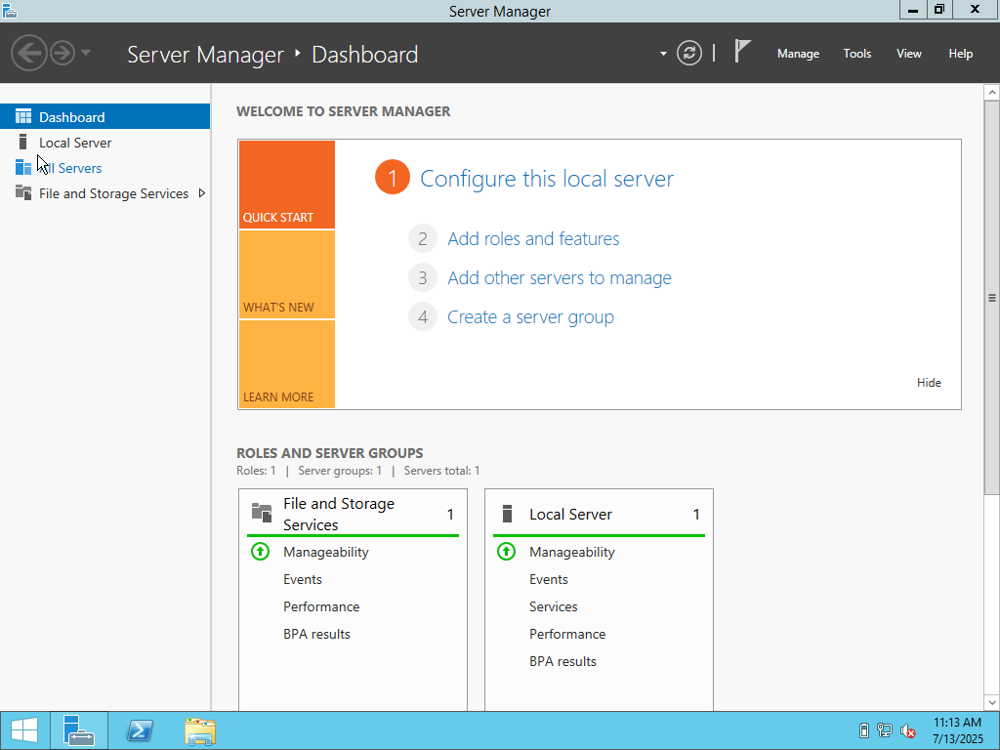 Server Manager
Server Manager ‣ Dashboard
Manage
Tools
View
Help
Dashboard
Local Server
Servers
File and Storage Services
WELCOME TO SERVER MANAGER
QUICK START
WHAT'S NEW
LEARN MORE
1 Configure this local server
2 Add roles and features
3 Add other servers to manage
4 Create a server group
Hide
ROLES AND SERVER GROUPS
Roles: 1 | Server groups: 1 | Servers total: 1
File and Storage
Services
1
Manageability
Events
Performance
BPA results
Local Server
1
Manageability
Events
Services
Performance
BPA results
11:13 AM
7/13/2025